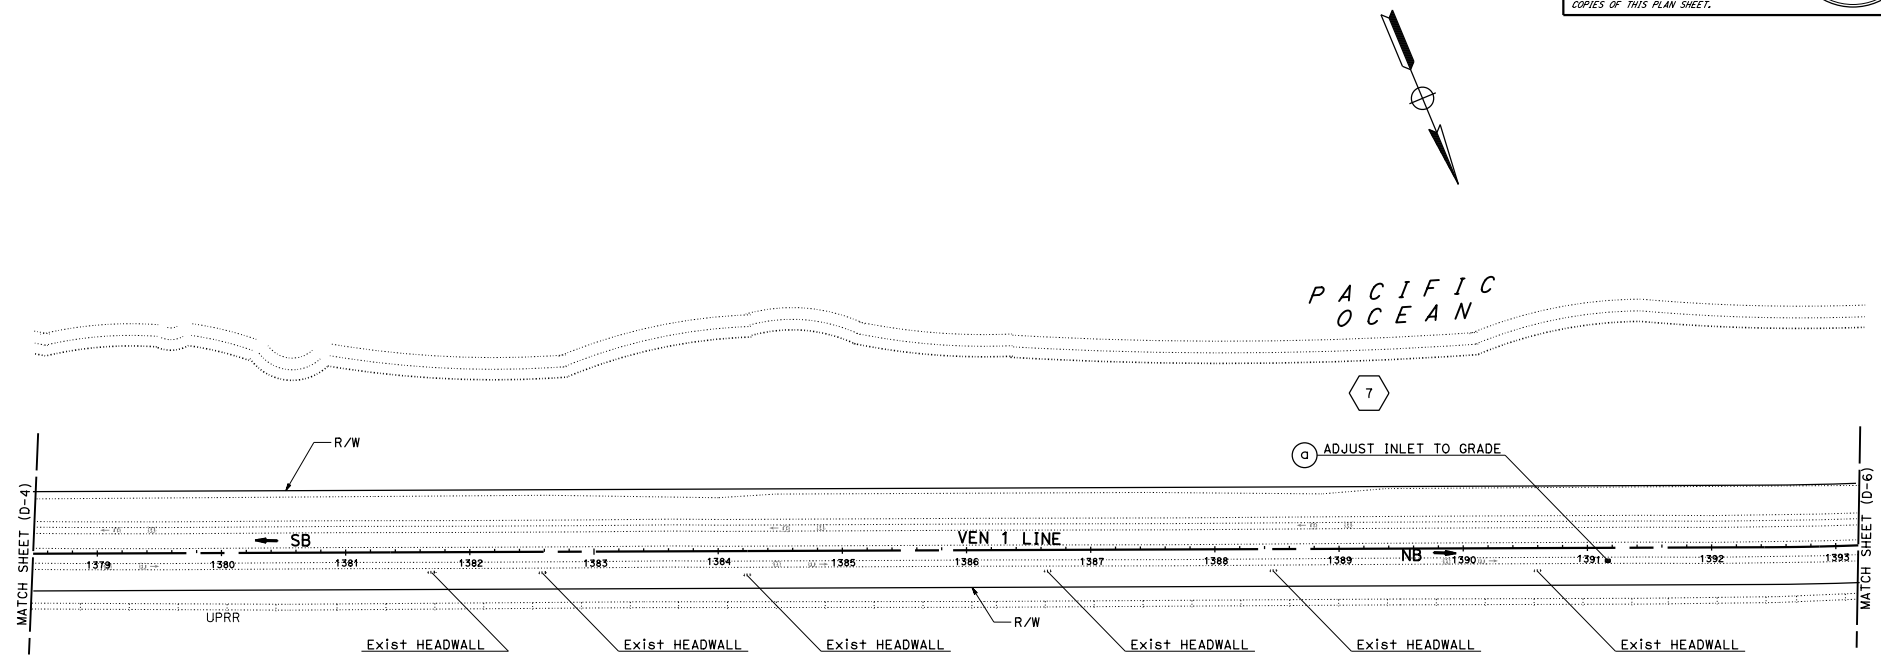 COPIES OF THIS PLAN SHEET.
PACIFIC
OCEAN
7
R/W
a ADJUST INLET TO GRADE
MATCH SHEET (D-4)
MATCH SHEET (D-6)
SB
VEN 1 LINE
NB
1379 1380 1381 1382 1383 1384 1385 1386 1387 1388 1389 1390 1391 1392 1393
UPRR
R/W
Exist HEADWALL Exist HEADWALL Exist HEADWALL Exist HEADWALL Exist HEADWALL Exist HEADWALL